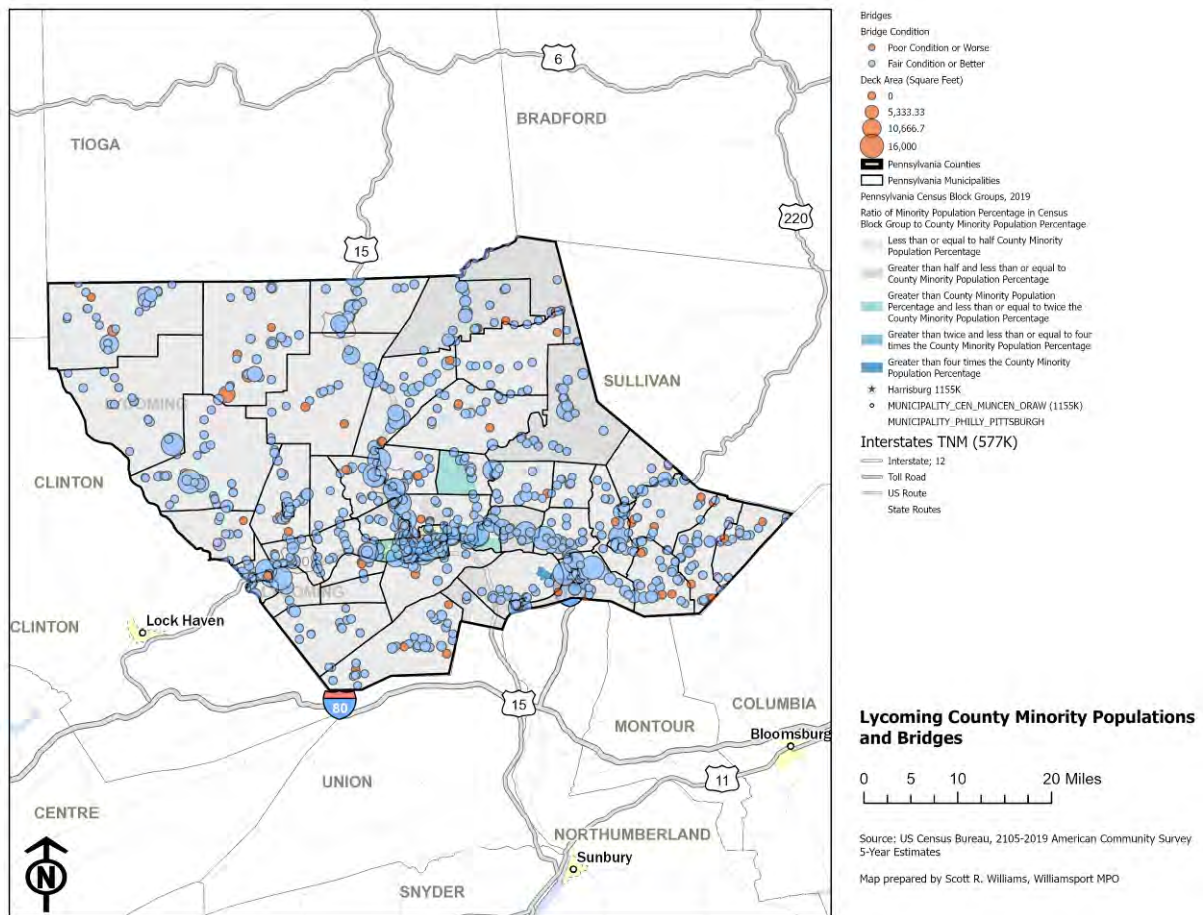 6
BRADFORD
TIOGA
220
15
SULLIVAN
LYCOMING
CLINTON
CLINTON
Lock Haven
80
15
COLUMBIA
MONTOUR
Bloomsburg
UNION
11
CENTRE
NORTHUMBERLAND
Sunbury
SNYDER
N
Bridges
Bridge Condition
Poor Condition or Worse
Fair Condition or Better
Deck Area (Square Feet)
0
5,333.33
10,666.7
16,000
Pennsylvania Counties
Pennsylvania Municipalities
Pennsylvania Census Block Groups, 2019
Ratio of Minority Population Percentage in Census
Block Group to County Minority Population Percentage
Less than or equal to half County Minority
Population Percentage
Greater than half and less than or equal to
County Minority Population Percentage
Greater than County Minority Population
Percentage and less than or equal to twice the
County Minority Population Percentage
Greater than twice and less than or equal to four
times the County Minority Population Percentage
Greater than four times the County Minority
Population Percentage
Harrisburg 1155K
MUNICIPALITY_CEN_MUNCEN_ORAW (1155K)
MUNICIPALITY_PHILLY_PITTSBURGH
Interstates TNM (577K)
Interstate; 12
Toll Road
US Route
State Routes
Lycoming County Minority Populations
and Bridges
0 5 10 20 Miles
Source: US Census Bureau, 2105-2019 American Community Survey
5-Year Estimates
Map prepared by Scott R. Williams, Williamsport MPO